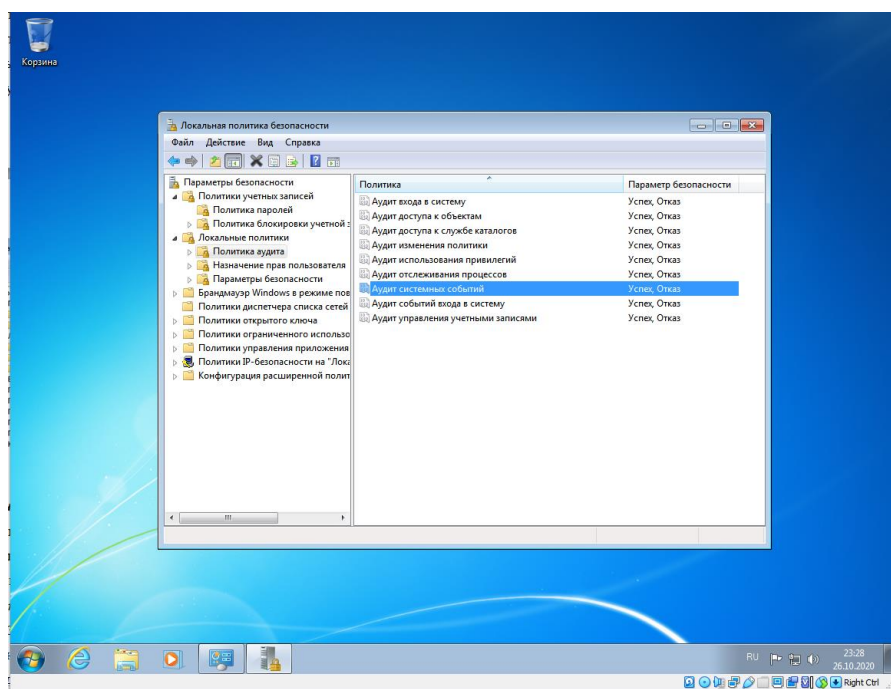 Корзина
Локальная политика безопасности
Файл Действие Вид Справка
Параметры безопасности
Политики учетных записей
Политика паролей
Политика блокировки учетной з
Локальные политики
Политика аудита
Назначение прав пользователя
Параметры безопасности
Брандмауэр Windows в режиме пов
Политики диспетчера списка сетей
Политики открытого ключа
Политики ограниченного использо
Политики управления приложения
Политики IP-безопасности на "Лока
Конфигурация расширенной полит
Политика Параметр безопасности
Аудит входа в систему Успех, Отказ
Аудит доступа к объектам Успех, Отказ
Аудит доступа к службе каталогов Успех, Отказ
Аудит изменения политики Успех, Отказ
Аудит использования привилегий Успех, Отказ
Аудит отслеживания процессов Успех, Отказ
Аудит системных событий Успех, Отказ
Аудит событий входа в систему Успех, Отказ
Аудит управления учетными записями Успех, Отказ
RU
23:28
26.10.2020
Right Ctrl